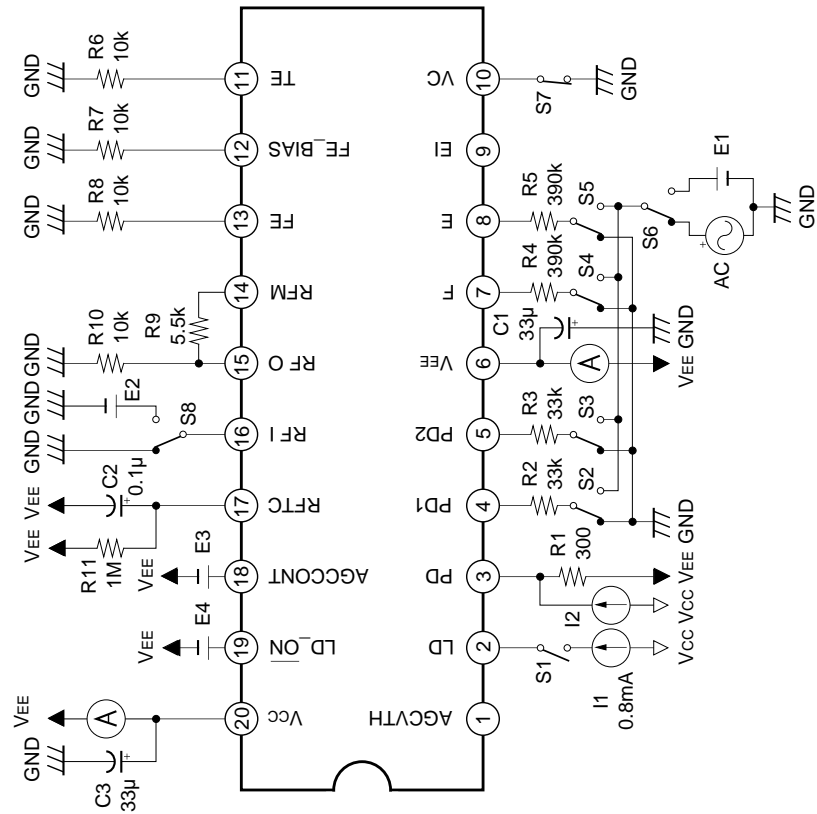 GND
R6
10k
11
TE
GND
R7
10k
12
FE_BIAS
GND
R8
10k
13
FE
14
RFM
R9
5.5k
GND
R10
10k
15
RF O
GND
E2
GND
S8
16
RF I
VEE
C2
0.1µ
+
VEE
R11
1M
17
RFTC
VEE
E3
18
AGCCONT
VEE
E4
19
LD_ON
VEE
A
GND
C3
33µ
+
20
VCC
VC
10
S7
GND
EI
9
E
8
R5
390k
S5
F
7
R4
390k
S4
S6
E1
AC
+
GND
VEE
6
C1
33µ
+
GND
A
VEE
PD2
5
R3
33k
S3
PD1
4
R2
33k
S2
GND
PD
3
R1
300
VEE
I2
VCC
LD
2
S1
I1
0.8mA
VCC
AGCVTH
1